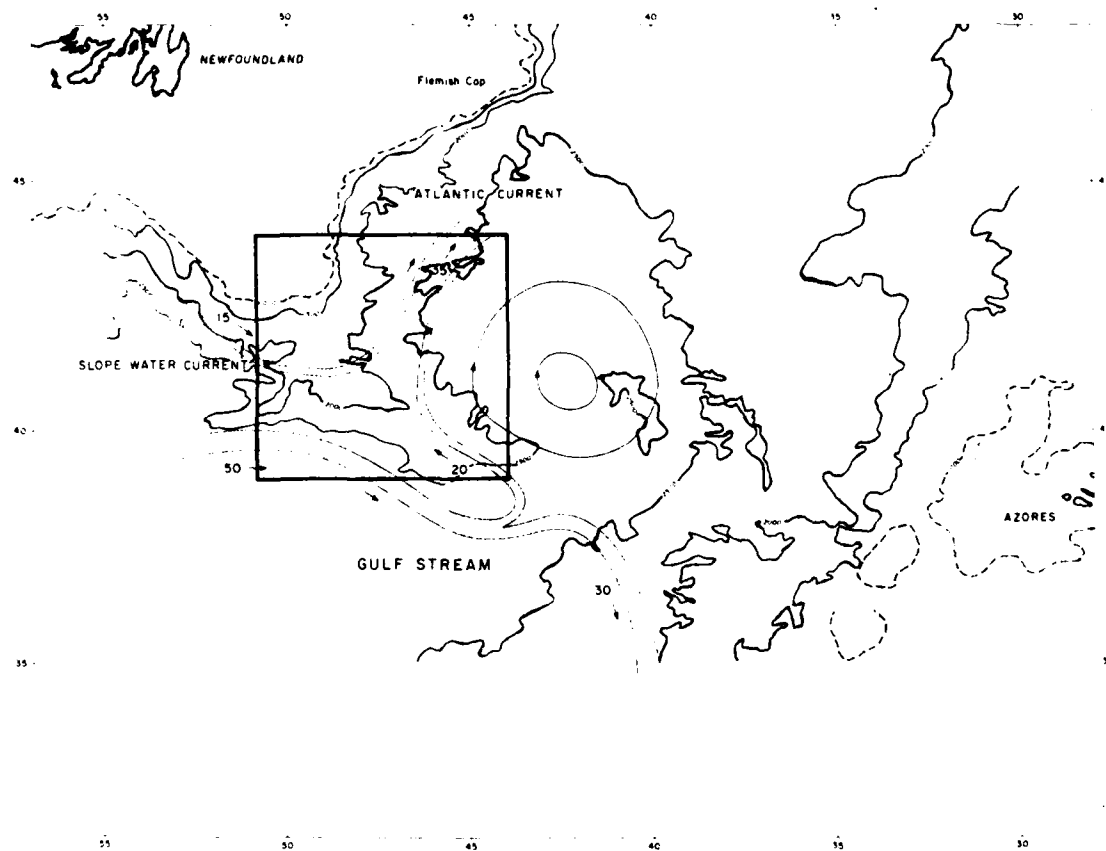 55 50 45 40 35 30
NEWFOUNDLAND
Flemish Cap
45
ATLANTIC CURRENT
35
15
SLOPE WATER CURRENT
40
50
20
AZORES
GULF STREAM
30
35
55 50 45 40 35 30